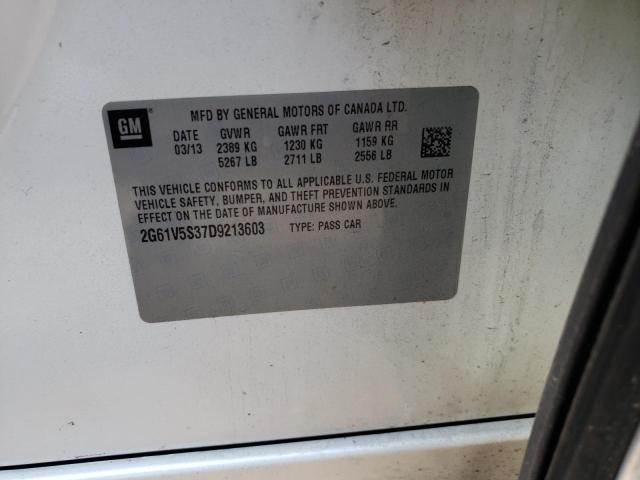 MFD BY GENERAL MOTORS OF CANADA LTD.
GM
DATE GVWR GAWR FRT GAWR RR
03/13 2389 KG 1230 KG 1159 KG
5267 LB 2711 LB 2556 LB
THIS VEHICLE CONFORMS TO ALL APPLICABLE U.S. FEDERAL MOTOR
VEHICLE SAFETY, BUMPER, AND THEFT PREVENTION STANDARDS IN
EFFECT ON THE DATE OF MANUFACTURE SHOWN ABOVE.
2G61V5S37D9213603 TYPE: PASS CAR